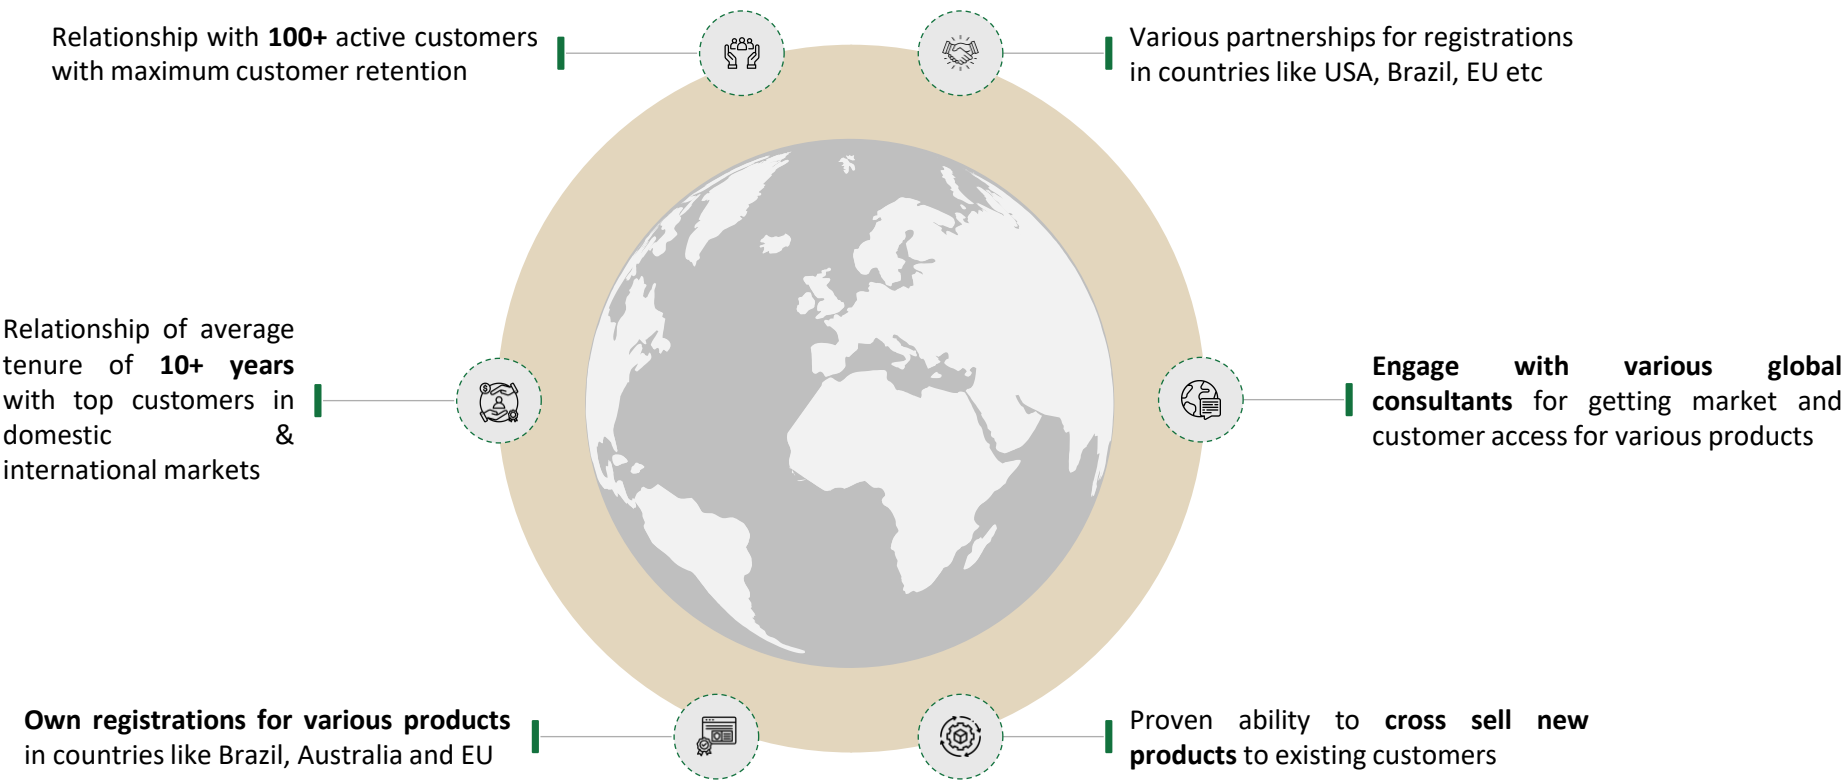 Relationship with 100+ active customers
with maximum customer retention
Various partnerships for registrations
in countries like USA, Brazil, EU etc
Relationship of average
tenure of 10+ years
with top customers in
domestic &
international markets
Engage with various global
consultants for getting market and
customer access for various products
Own registrations for various products
in countries like Brazil, Australia and EU
Proven ability to cross sell new
products to existing customers